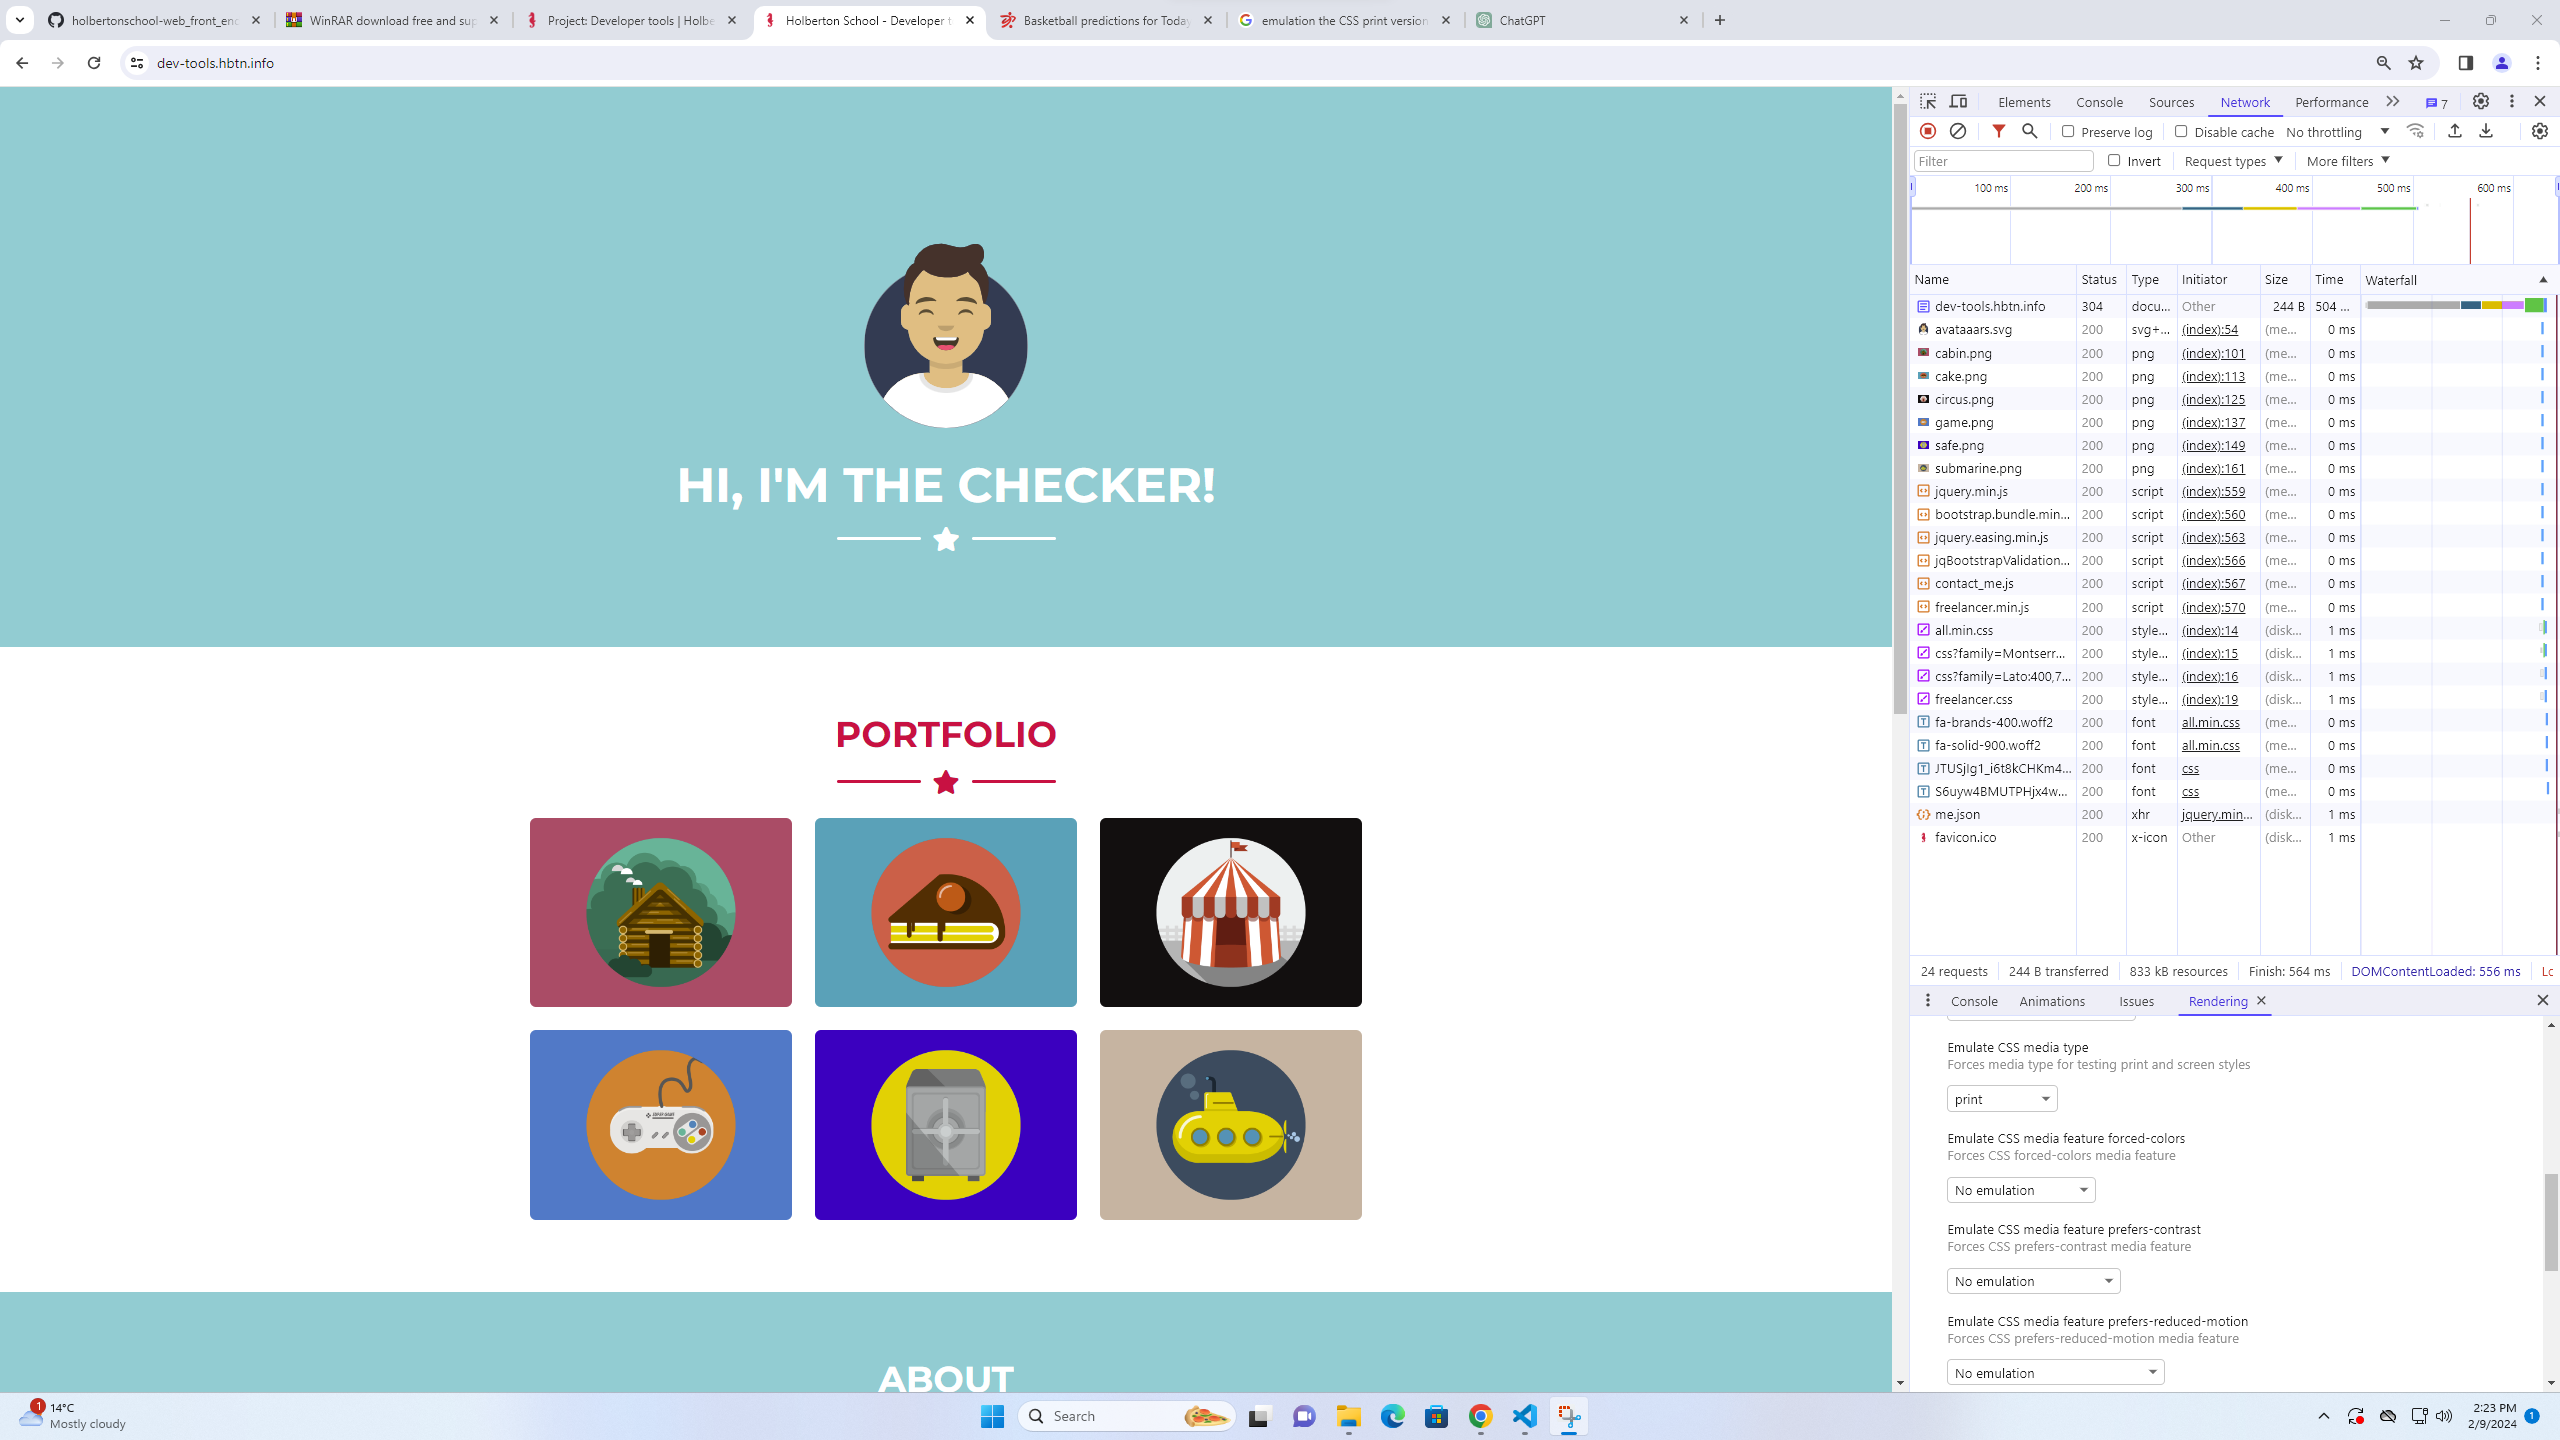 holbertonschool-web_front_end
WinRAR download free and sup
Project: Developer tools | Holbe
Holberton School - Developer t
Basketball predictions for Today
emulation the CSS print version
ChatGPT
dev-tools.hbtn.info
HI, I'M THE CHECKER!
PORTFOLIO
ABOUT
Elements Console Sources Network Performance 7
Preserve log Disable cache No throttling
Filter Invert Request types More filters
100 ms 200 ms 300 ms 400 ms 500 ms 600 ms
Name Status Type Initiator Size Time Waterfall
dev-tools.hbtn.info 304 docu... Other 244 B 504 ...
avataaars.svg 200 svg+... (index):54 (me... 0 ms
cabin.png 200 png (index):101 (me... 0 ms
cake.png 200 png (index):113 (me... 0 ms
circus.png 200 png (index):125 (me... 0 ms
game.png 200 png (index):137 (me... 0 ms
safe.png 200 png (index):149 (me... 0 ms
submarine.png 200 png (index):161 (me... 0 ms
jquery.min.js 200 script (index):559 (me... 0 ms
bootstrap.bundle.min... 200 script (index):560 (me... 0 ms
jquery.easing.min.js 200 script (index):563 (me... 0 ms
jqBootstrapValidation... 200 script (index):566 (me... 0 ms
contact_me.js 200 script (index):567 (me... 0 ms
freelancer.min.js 200 script (index):570 (me... 0 ms
all.min.css 200 style... (index):14 (disk... 1 ms
css?family=Montserr... 200 style... (index):15 (disk... 1 ms
css?family=Lato:400,7... 200 style... (index):16 (disk... 1 ms
freelancer.css 200 style... (index):19 (disk... 1 ms
fa-brands-400.woff2 200 font all.min.css (me... 0 ms
fa-solid-900.woff2 200 font all.min.css (me... 0 ms
JTUSjIg1_i6t8kCHKm4... 200 font css (me... 0 ms
S6uyw4BMUTPHjx4w... 200 font css (me... 0 ms
me.json 200 xhr jquery.min... (disk... 1 ms
favicon.ico 200 x-icon Other (disk... 1 ms
24 requests 244 B transferred 833 kB resources Finish: 564 ms DOMContentLoaded: 556 ms Lo
Console Animations Issues Rendering
Emulate CSS media type
Forces media type for testing print and screen styles
print
Emulate CSS media feature forced-colors
Forces CSS forced-colors media feature
No emulation
Emulate CSS media feature prefers-contrast
Forces CSS prefers-contrast media feature
No emulation
Emulate CSS media feature prefers-reduced-motion
Forces CSS prefers-reduced-motion media feature
No emulation
1
14°C
Mostly cloudy
Search
2:23 PM
2/9/2024
1